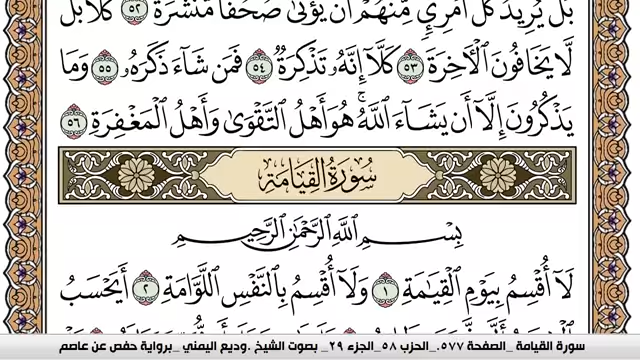 بَلْ يُرِيدُ كُلُّ ٱمْرِئٍ مِّنْهُمْ أَن يُؤْتَىٰ صُحُفًا مُّنَشَّرَةً ٥٢ كَلَّا بَل
لَّا يَخَافُونَ ٱلْأَخِرَةَ ٥٣ كَلَّآ إِنَّهُۥ تَذْكِرَةٌ ٥٤ فَمَن شَآءَ ذَكَرَهُۥ ٥٥ وَمَا
يَذْكُرُونَ إِلَّآ أَن يَشَآءَ ٱللَّهُ ۚ هُوَ أَهْلُ ٱلتَّقْوَىٰ وَأَهْلُ ٱلْمَغْفِرَةِ ٥٦
سُورَةُ القِيَامَةِ
بِسْمِ ٱللَّهِ ٱلرَّحْمَٰنِ ٱلرَّحِيمِ
لَآ أُقْسِمُ بِيَوْمِ ٱلْقِيَٰمَةِ ١ وَلَآ أُقْسِمُ بِٱلنَّفْسِ ٱللَّوَّامَةِ ٢ أَيَحْسَبُ
سورة القيامة _الصفحة ٥٧٧._الحزب ٥٨_الجزء ٢٩_ بصوت الشيخ .وديع اليمني _برواية حفص عن عاصم